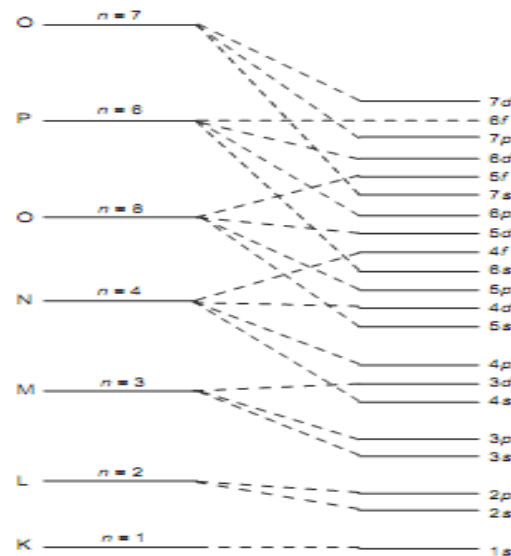 O n = 7
7d
P n = 6
6f
7p
6d
5f
7s
O n = 6
6p
5d
4f
6s
5p
N n = 4
4d
5s
4p
M n = 3
3d
4s
3p
3s
L n = 2
2p
2s
K n = 1
1s